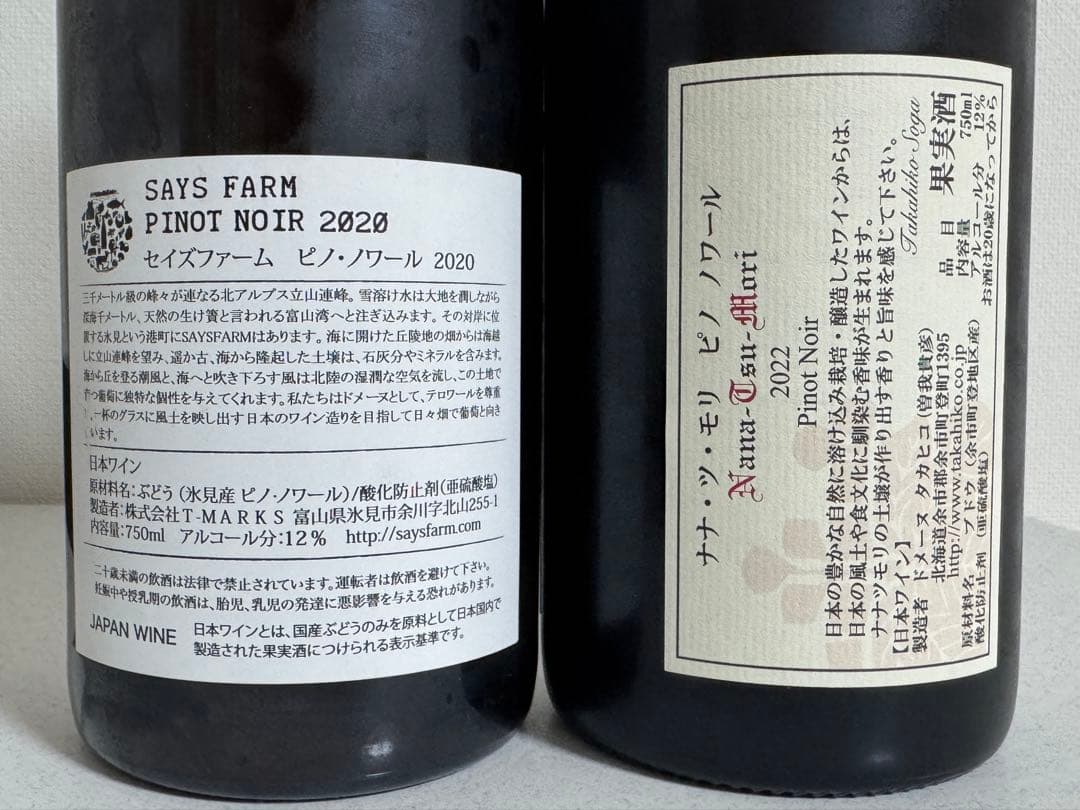 SAYS FARM
PINOT NOIR 2020
セイズファーム ピノ・ノワール 2020
三千メートル級の峰々が連なる北アルプス立山連峰。雪溶け水は大地を潤しながら
深海千メートル、天然の生け簀と言われる富山湾へと注ぎ込みます。その対岸に位
置する氷見という港町にSAYSFARMはあります。海に開けた丘陵地の畑からは海越
しに立山連峰を望み、遥か古、海から隆起した土壌は、石灰分やミネラルを含みます。
海から丘を登る潮風と、海へと吹き下ろす風は北陸の湿潤な空気を流し、この土地で
育つ葡萄に独特な個性を与えてくれます。私たちはドメーヌとして、テロワールを尊重
し、一杯のグラスに風土を映し出す日本のワイン造りを目指して日々畑で葡萄と向き
います。
日本ワイン
原材料名:ぶどう(氷見産 ピノ・ノワール)/酸化防止剤(亜硫酸塩)
製造者:株式会社T-MARKS 富山県氷見市余川字北山255-1
内容量:750ml アルコール分:12% http://saysfarm.com
二十歳未満の飲酒は法律で禁止されています。運転者は飲酒を避けて下さい。
妊娠中や授乳期の飲酒は、胎児、乳児の発達に悪影響を与える恐れがあります。
JAPAN WINE
日本ワインとは、国産ぶどうのみを原料として日本国内で
製造された果実酒につけられる表示基準です。
ナナ・ツ・モリ ピノ ノワール
Nana-Tsu-Mori
2022
Pinot Noir
日本の豊かな自然に溶け込み栽培・醸造したワインからは、
日本の風土や食文化に馴染む香味が生まれます。
ナナツモリの土壌が作り出す香りと旨味を感じて下さい。
Takahiko Soga
【日本ワイン】
製造者 ドメーヌ タカヒコ(曽我貴彦)
北海道余市郡余市町登町1395
http://www.takahiko.co.jp
原材料名 ブドウ(余市町登地区産)
酸化防止剤(亜硫酸塩)
品目 果実酒
内容量 750ml
アルコール分 12%
お酒は20歳になってから